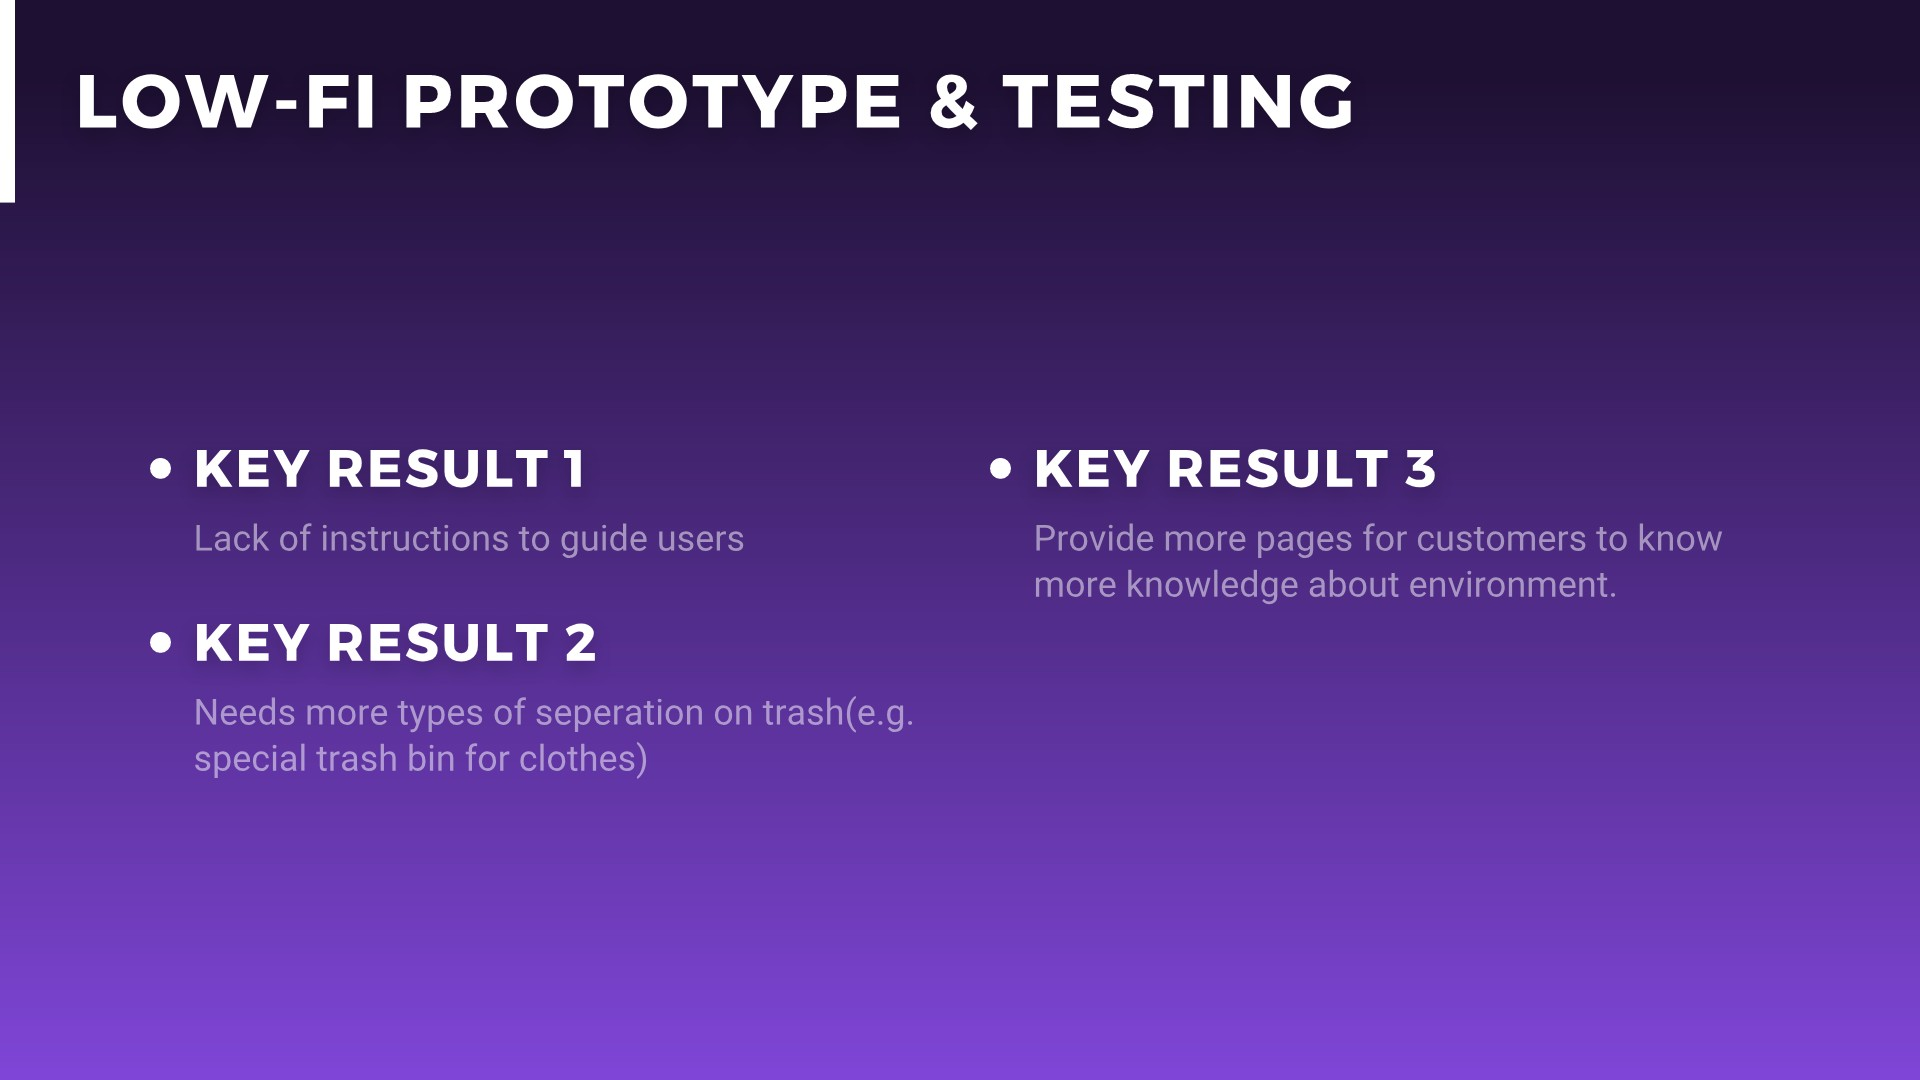 LOW-FI PROTOTYPE & TESTING
KEY RESULT 1
Lack of instructions to guide users
KEY RESULT 2
Needs more types of seperation on trash(e.g.
special trash bin for clothes)
KEY RESULT 3
Provide more pages for customers to know
more knowledge about environment.